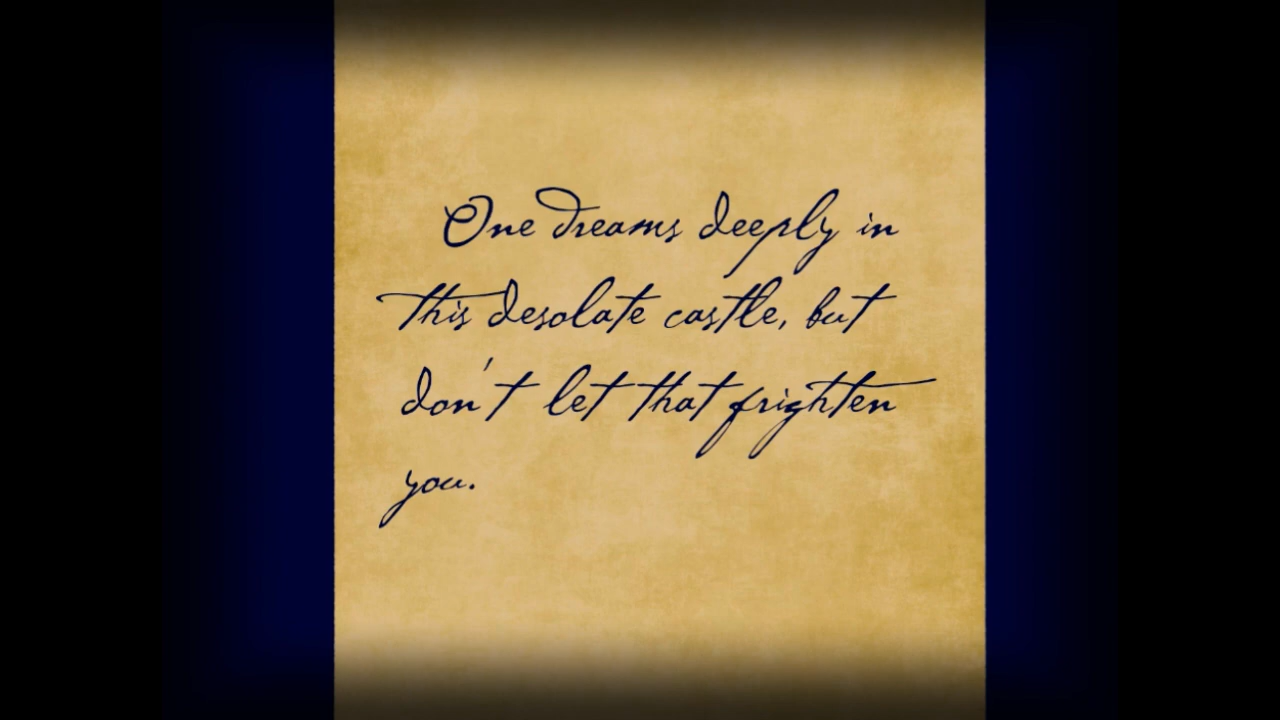 One dreams deeply in
this desolate castle, but
don't let that frighten
you.